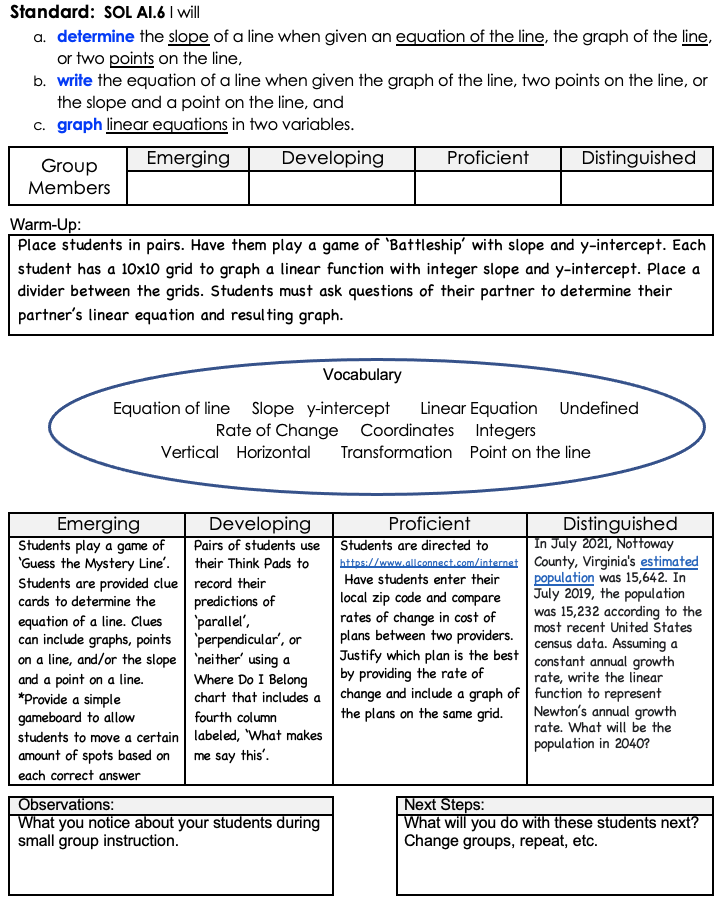 Standard: SOL AI.6 I will
a. determine the slope of a line when given an equation of the line, the graph of the line,
or two points on the line,
b. write the equation of a line when given the graph of the line, two points on the line, or
the slope and a point on the line, and
c. graph linear equations in two variables.
Group Members
Emerging Developing Proficient Distinguished
Warm-Up:
Place students in pairs. Have them play a game of ‘Battleship’ with slope and y-intercept. Each
student has a 10x10 grid to graph a linear function with integer slope and y-intercept. Place a
divider between the grids. Students must ask questions of their partner to determine their
partner’s linear equation and resulting graph.
Vocabulary
Equation of line Slope y-intercept Linear Equation Undefined
Rate of Change Coordinates Integers
Vertical Horizontal Transformation Point on the line
Emerging
Students play a game of
‘Guess the Mystery Line’.
Students are provided clue
cards to determine the
equation of a line. Clues
can include graphs, points
on a line, and/or the slope
and a point on a line.
*Provide a simple
gameboard to allow
students to move a certain
amount of spots based on
each correct answer
Developing
Pairs of students use
their Think Pads to
record their
predictions of
‘parallel’,
‘perpendicular’, or
‘neither’ using a
Where Do I Belong
chart that includes a
fourth column
labeled, ‘What makes
me say this’.
Proficient
Students are directed to
https://www.allconnect.com/internet
Have students enter their
local zip code and compare
rates of change in cost of
plans between two providers.
Justify which plan is the best
by providing the rate of
change and include a graph of
the plans on the same grid.
Distinguished
In July 2021, Nottoway
County, Virginia's estimated
population was 15,642. In
July 2019, the population
was 15,232 according to the
most recent United States
census data. Assuming a
constant annual growth
rate, write the linear
function to represent
Newton’s annual growth
rate. What will be the
population in 2040?
Observations:
What you notice about your students during
small group instruction.
Next Steps:
What will you do with these students next?
Change groups, repeat, etc.